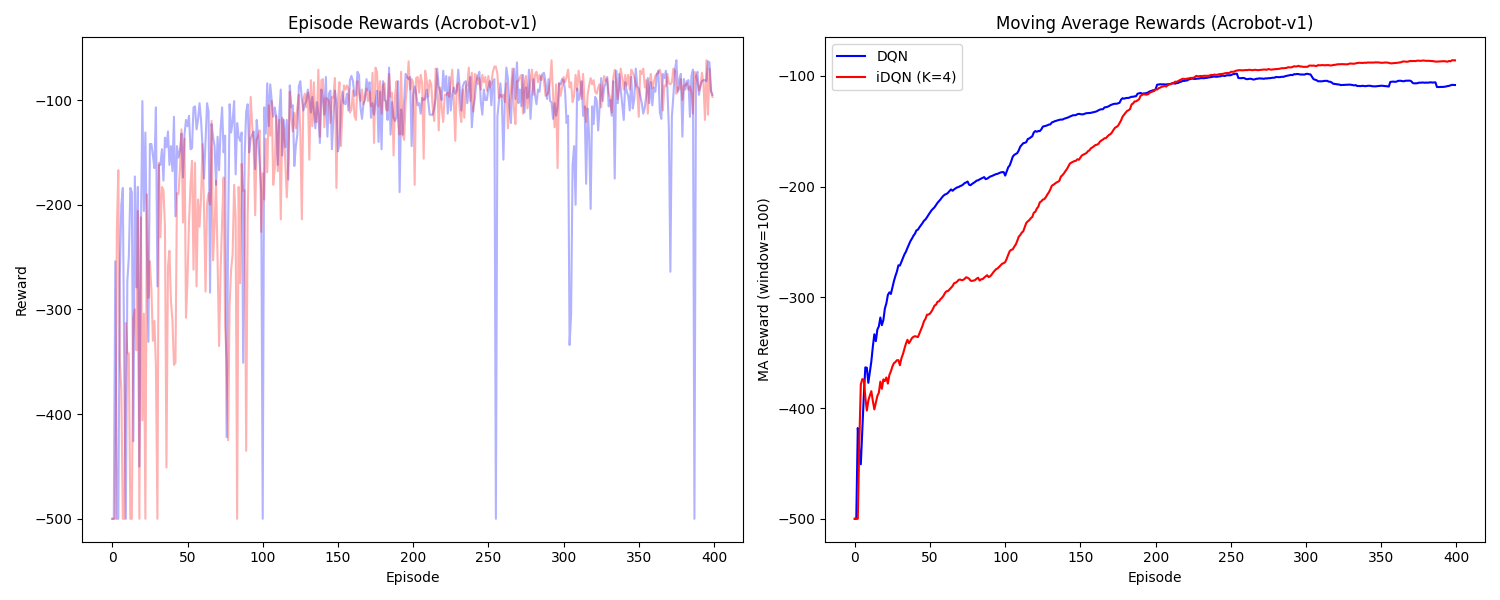 Episode Rewards (Acrobot-v1)
Reward
−100
−200
−300
−400
−500
0 50 100 150 200 250 300 350 400
Episode
Moving Average Rewards (Acrobot-v1)
DQN
iDQN (K=4)
MA Reward (window=100)
−100
−200
−300
−400
−500
0 50 100 150 200 250 300 350 400
Episode